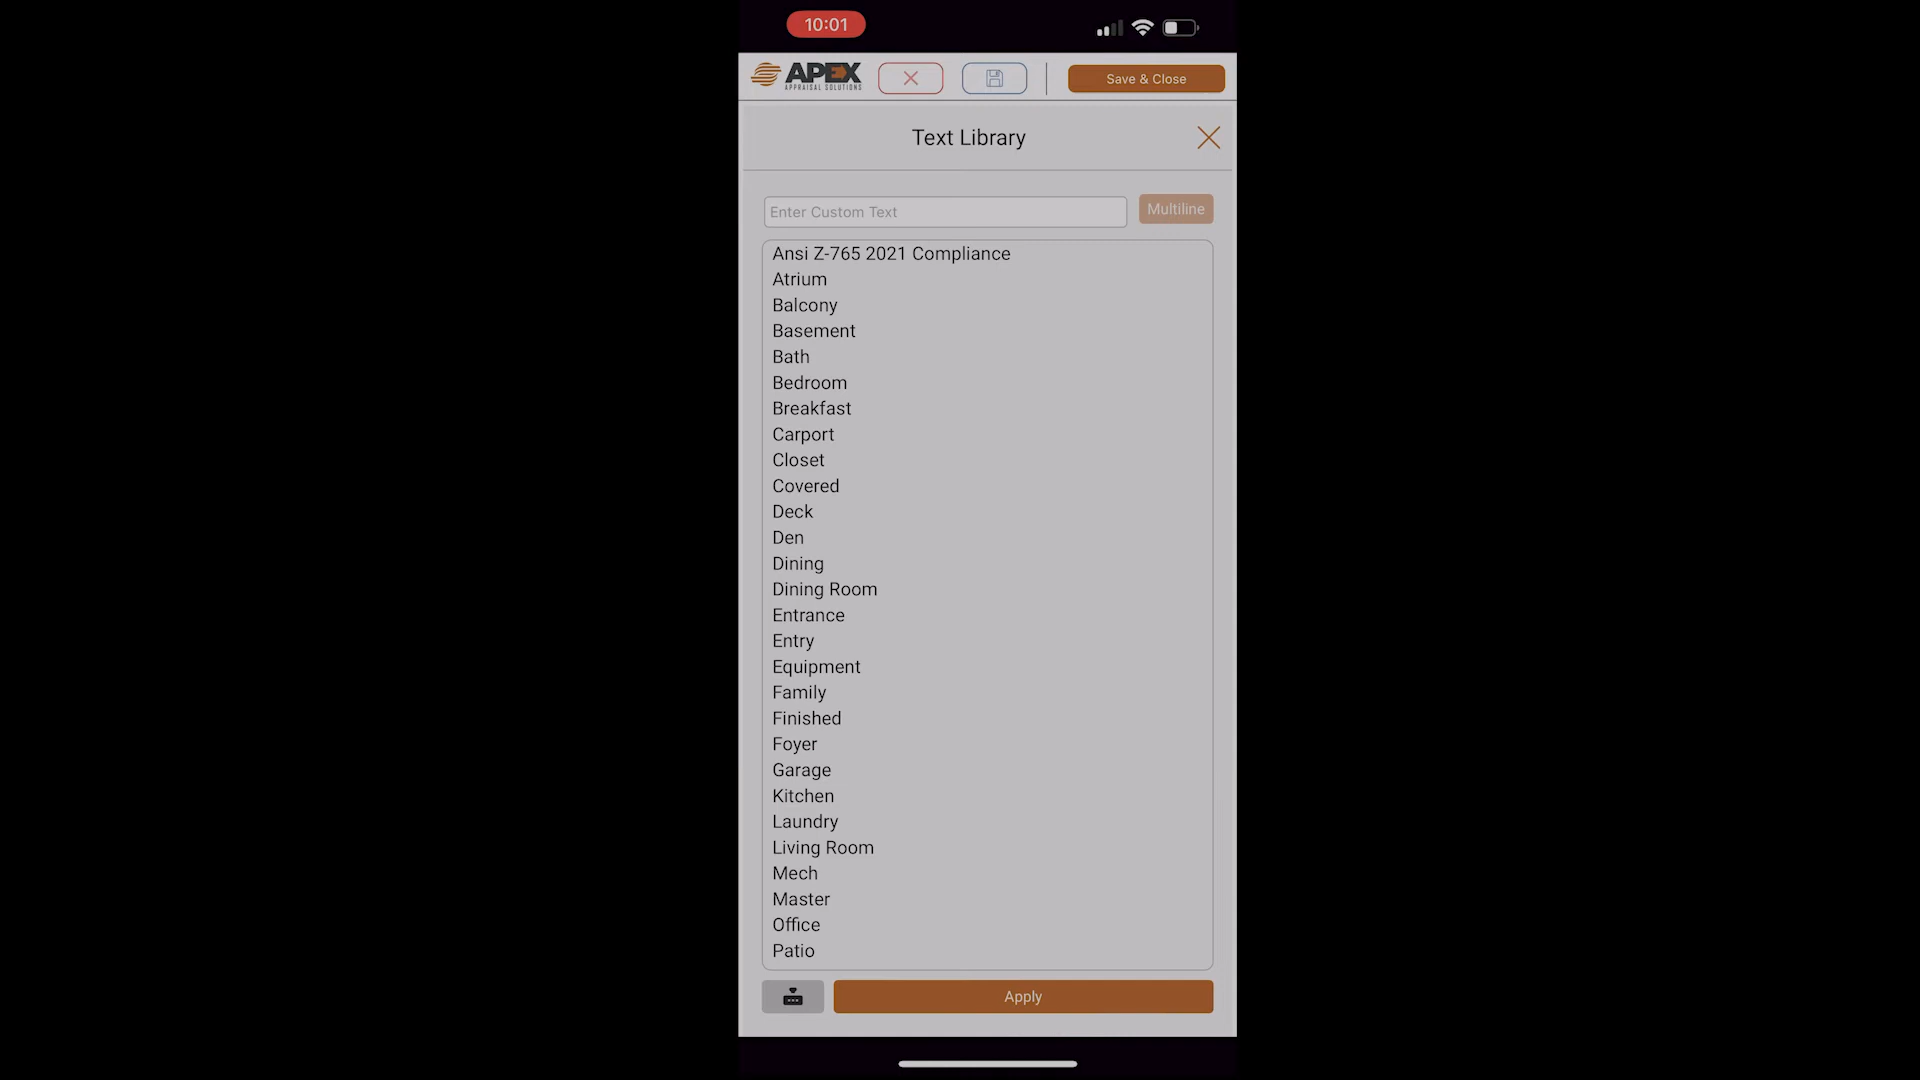 10:01
APEX
APPRAISAL SOLUTIONS
Save & Close
Text Library
Enter Custom Text
Multiline
Ansi Z-765 2021 Compliance
Atrium
Balcony
Basement
Bath
Bedroom
Breakfast
Carport
Closet
Covered
Deck
Den
Dining
Dining Room
Entrance
Entry
Equipment
Family
Finished
Foyer
Garage
Kitchen
Laundry
Living Room
Mech
Master
Office
Patio
Apply